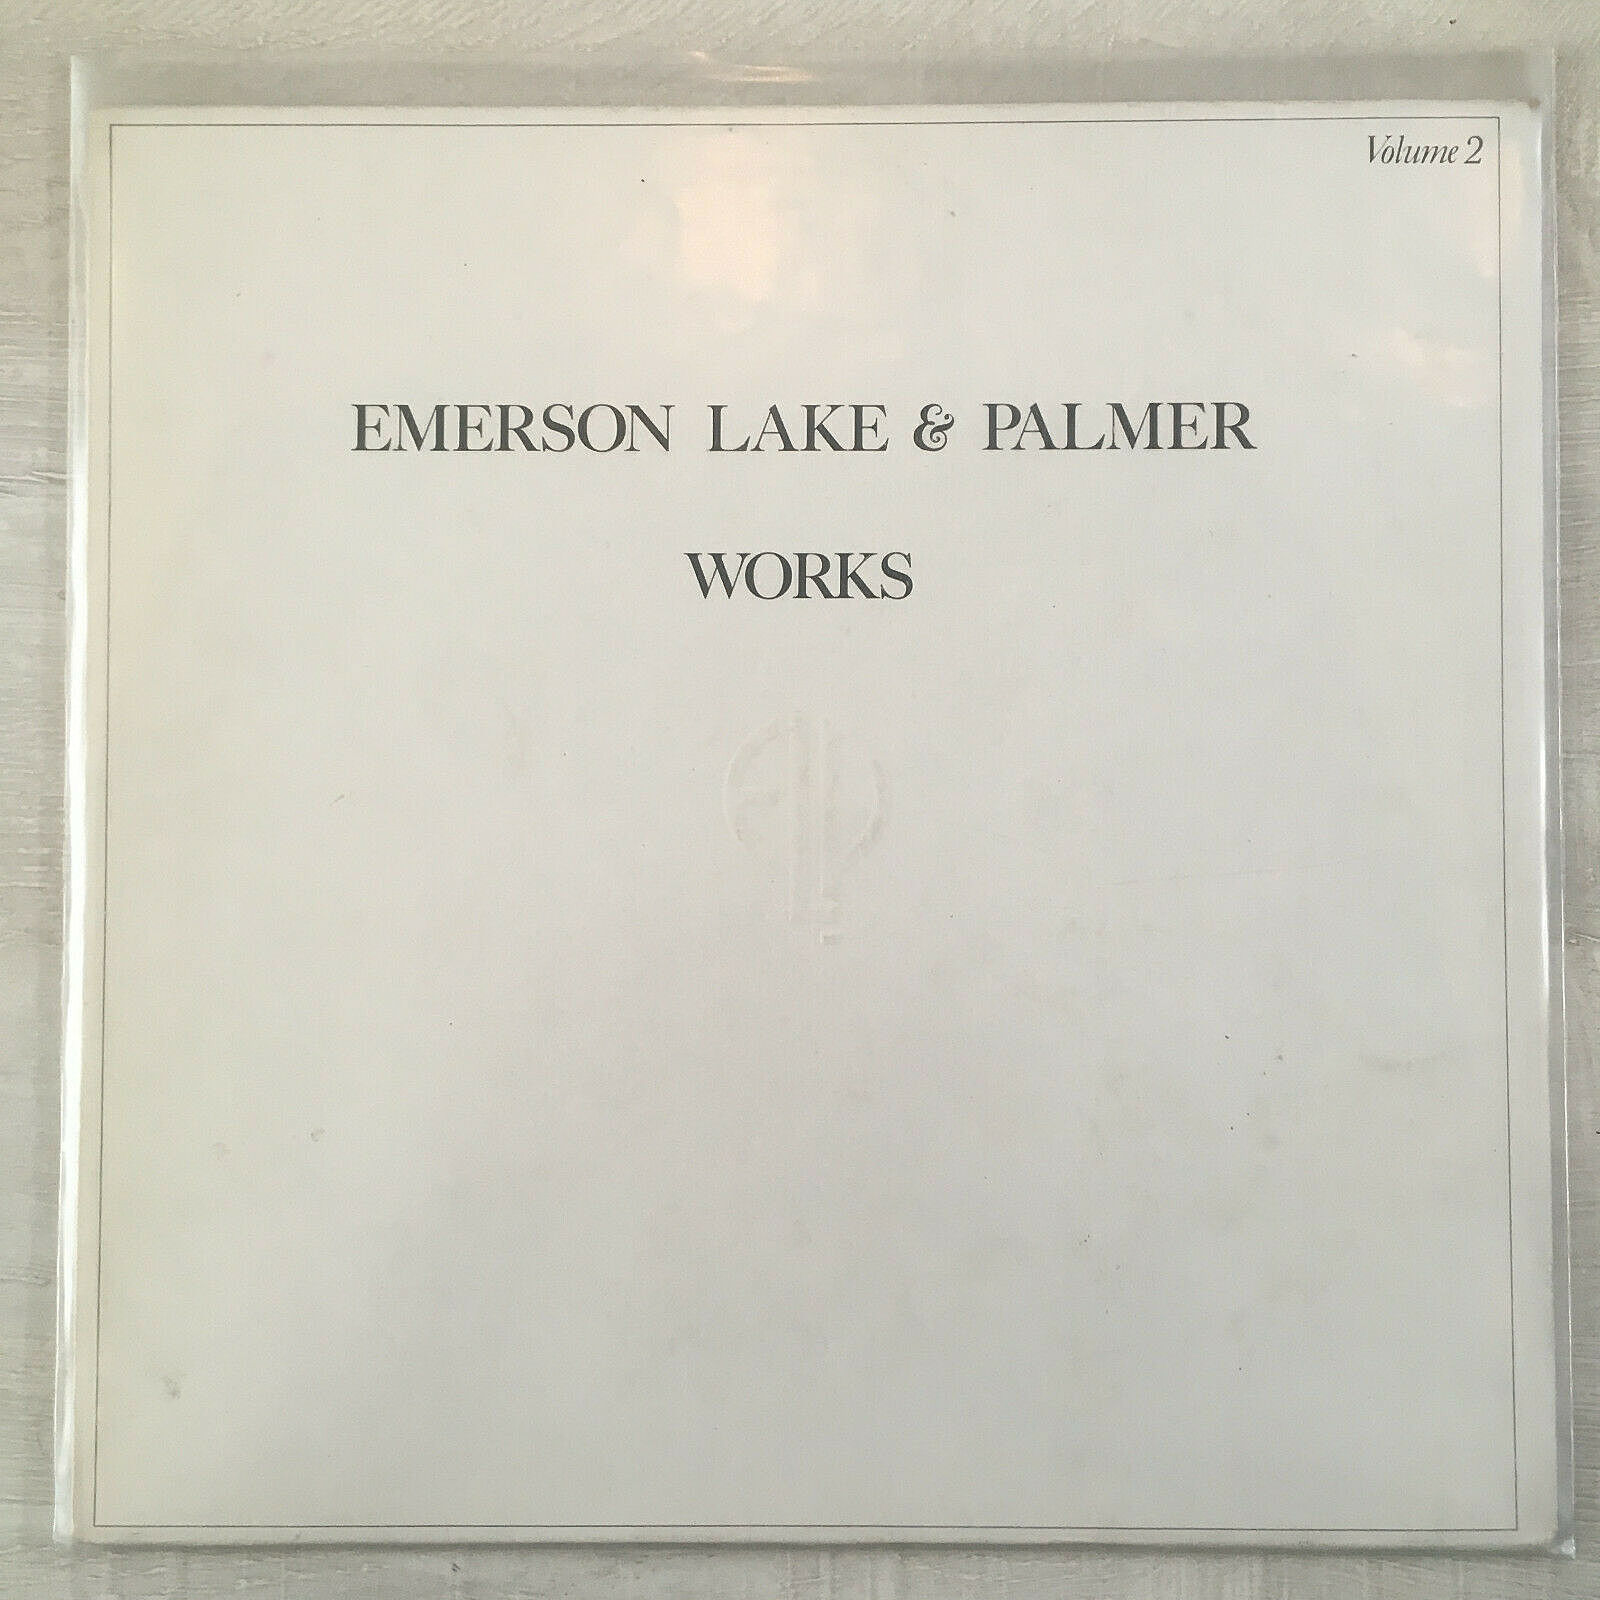 Volume 2
EMERSON LAKE & PALMER
WORKS